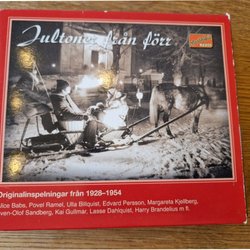 Jultoner från förr
Originalinspelningar från 1928-1954
Alice Babs, Povel Ramel, Ulla Billquist, Edvard Persson, Margareta Kjellberg,
Sven-Olof Sandberg, Kai Gullmar, Lasse Dahlquist, Harry Brandelius m fl.